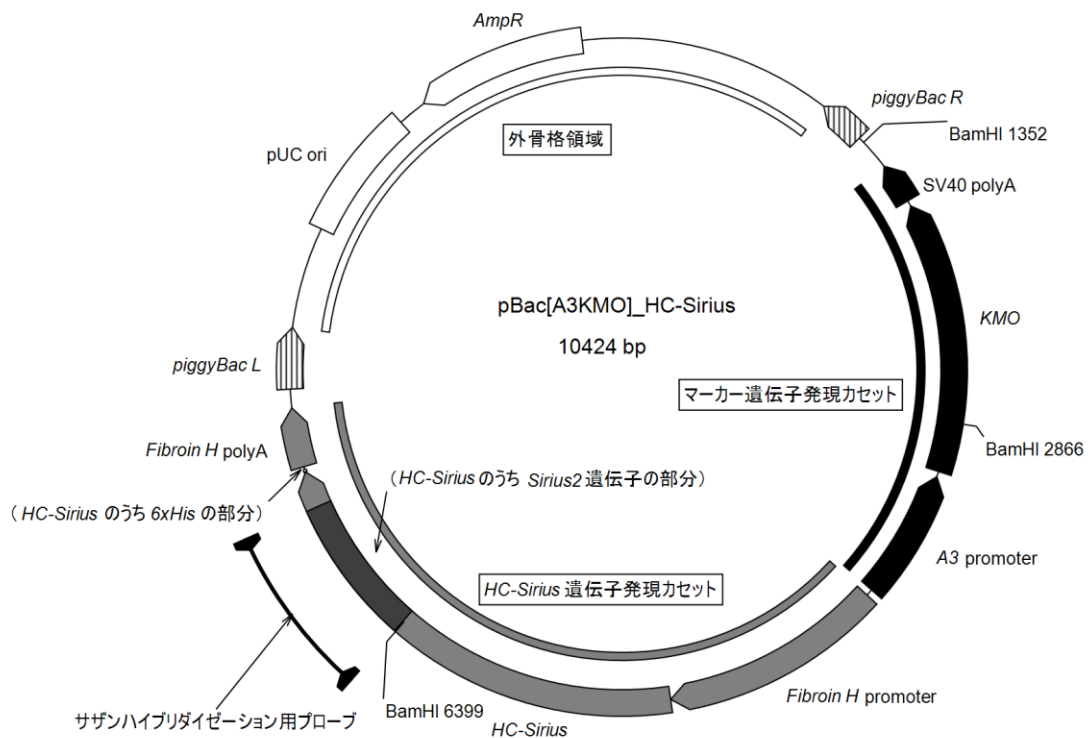 AmpR
piggyBac R
BamHI 1352
pUC ori
外骨格領域
SV40 polyA
pBac[A3KMO]_HC-Sirius
10424 bp
KMO
piggyBac L
マーカー遺伝子発現カセット
BamHI 2866
Fibroin H polyA
（HC-Sirius のうち Sirius2 遺伝子の部分）
（HC-Sirius のうち 6xHis の部分）
A3 promoter
HC-Sirius 遺伝子発現カセット
Fibroin H promoter
BamHI 6399
サザンハイブリダイゼーション用プローブ
HC-Sirius